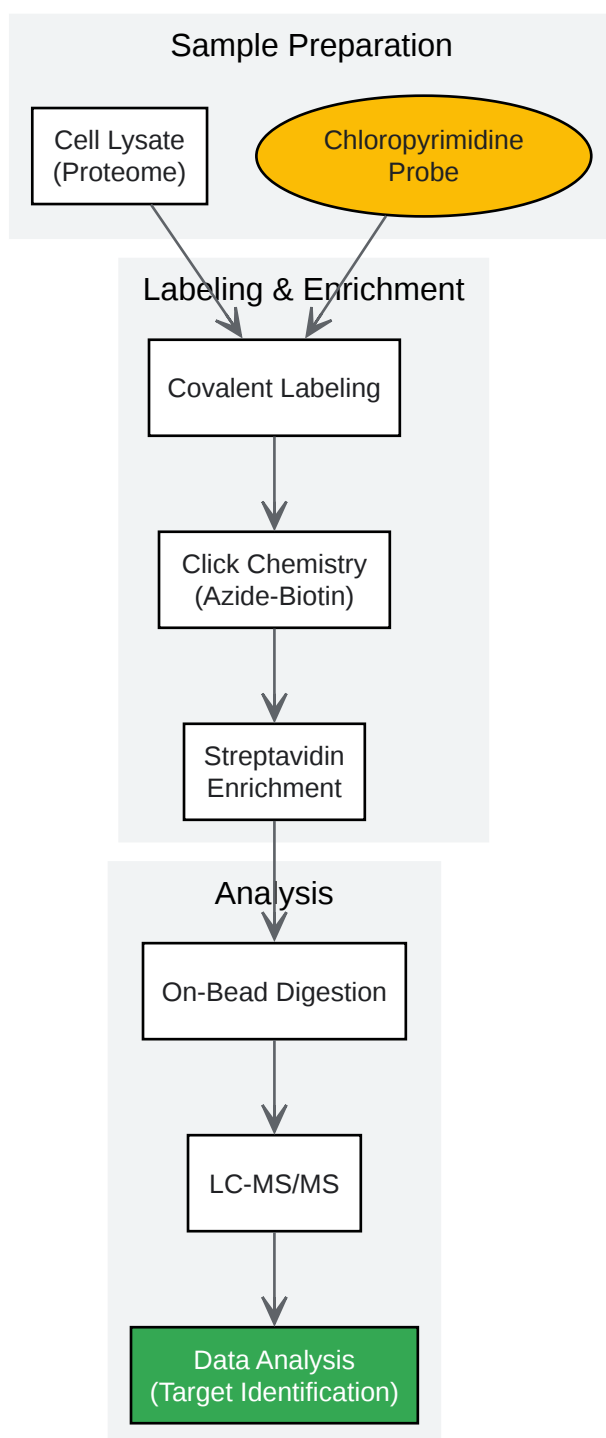 Sample Preparation
Cell Lysate
(Proteome)
Chloropyrimidine
Probe
Labeling & Enrichment
Covalent Labeling
Click Chemistry
(Azide-Biotin)
Streptavidin
Enrichment
Analysis
On-Bead Digestion
LC-MS/MS
Data Analysis
(Target Identification)